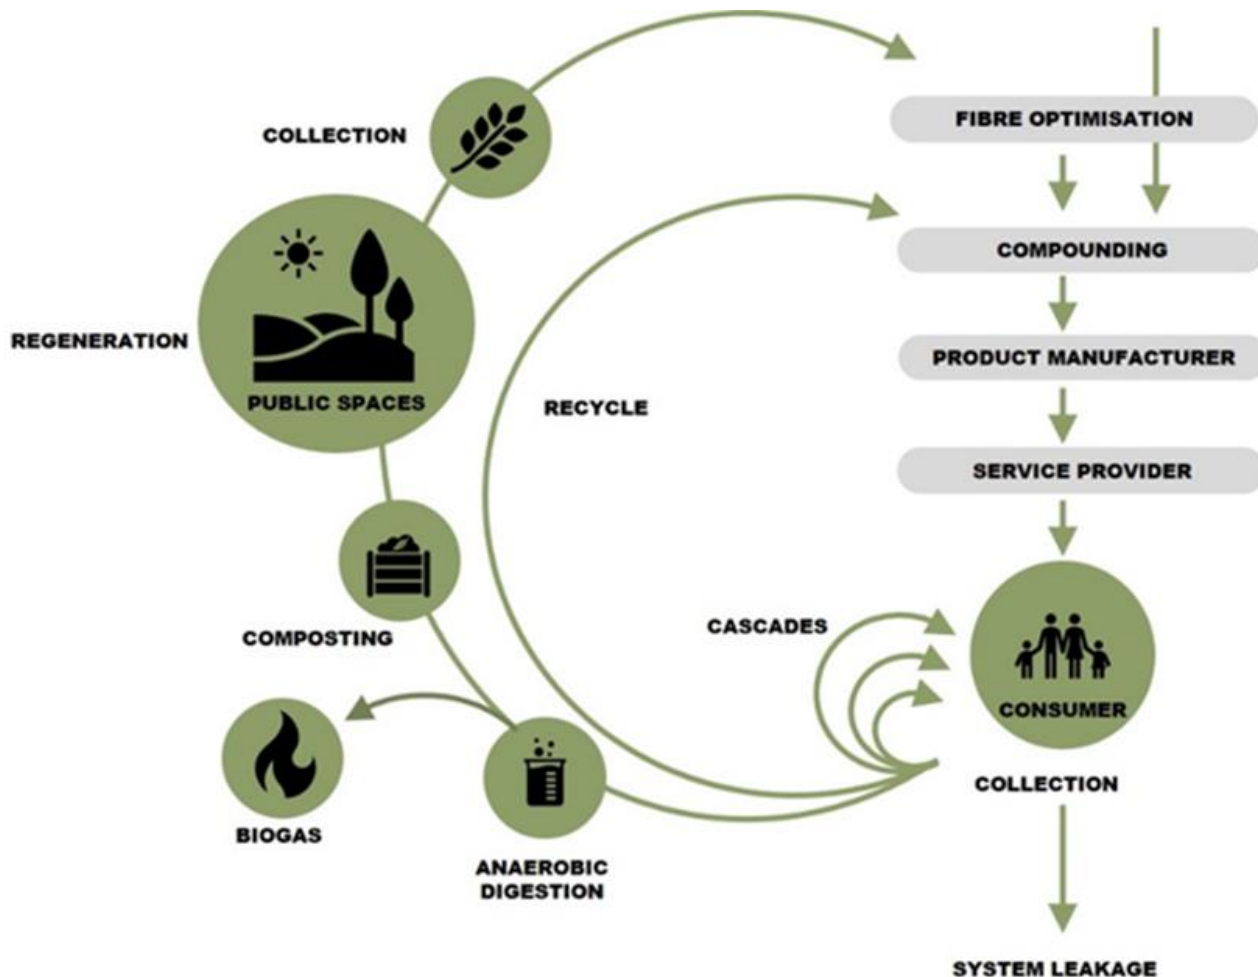 COLLECTION
FIBRE OPTIMISATION
COMPOUNDING
REGENERATION
PUBLIC SPACES
PRODUCT MANUFACTURER
RECYCLE
SERVICE PROVIDER
COMPOSTING
CASCADES
CONSUMER
COLLECTION
BIOGAS
ANAEROBIC
DIGESTION
SYSTEM LEAKAGE